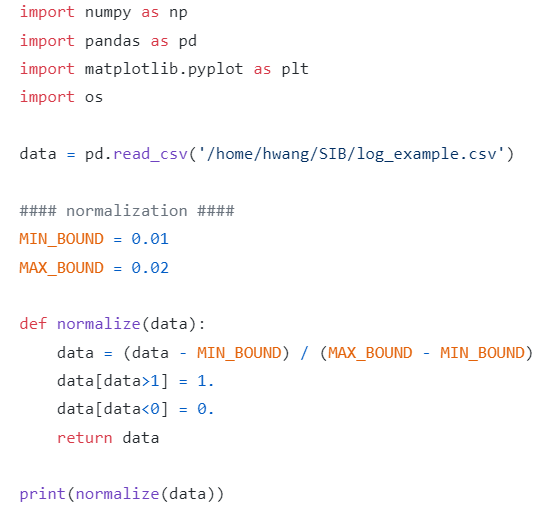 import numpy as np
import pandas as pd
import matplotlib.pyplot as plt
import os

data = pd.read_csv('/home/hwang/SIB/log_example.csv')

#### normalization ####
MIN_BOUND = 0.01
MAX_BOUND = 0.02

def normalize(data):
    data = (data - MIN_BOUND) / (MAX_BOUND - MIN_BOUND)
    data[data>1] = 1.
    data[data<0] = 0.
    return data

print(normalize(data))